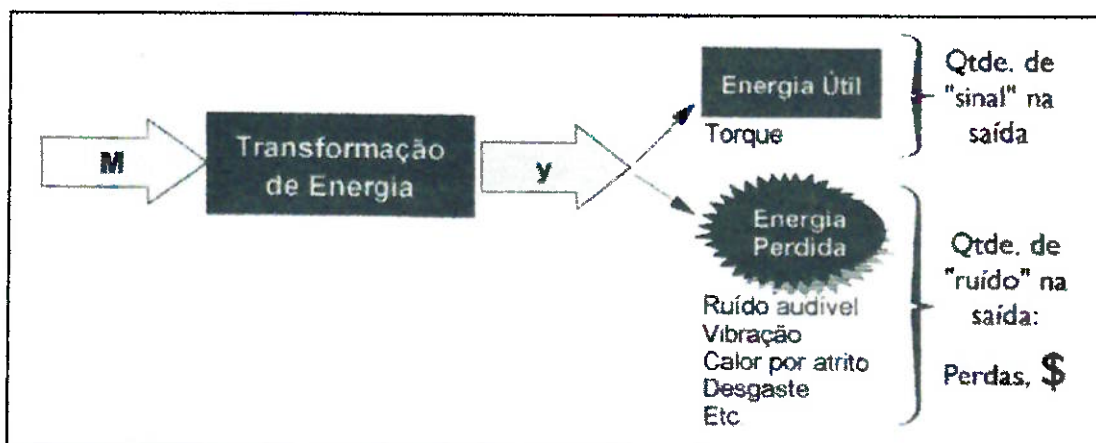 M
Transformação
de Energia
y
Energia Útil
Torque
Qtde. de
"sinal" na
saída
Energia
Perdida
Ruído audível
Vibração
Calor por atrito
Desgaste
Etc
Qtde. de
"ruído" na
saída:
Perdas, $